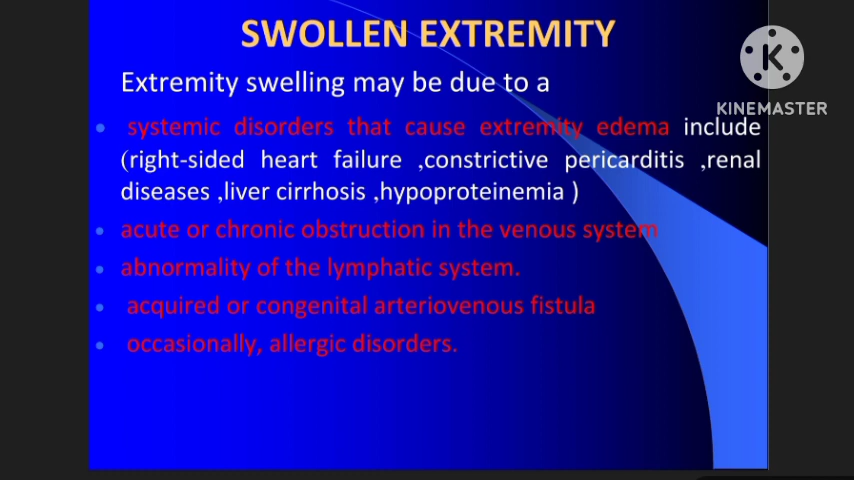 SWOLLEN EXTREMITY
Extremity swelling may be due to a
systemic disorders that cause extremity edema include
(right-sided heart failure ,constrictive pericarditis ,renal
diseases ,liver cirrhosis ,hypoproteinemia )
acute or chronic obstruction in the venous system
abnormality of the lymphatic system.
acquired or congenital arteriovenous fistula
occasionally, allergic disorders.
K
KINEMASTER